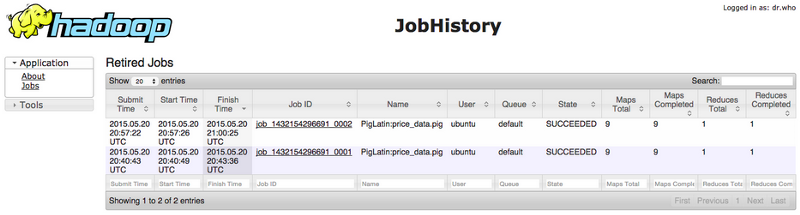 Logged in as: dr.who
hadoop
JobHistory
Application
About
Jobs
Tools
Retired Jobs
Show 20 entries
Search:
Submit Time Start Time Finish Time Job ID Name User Queue State Maps Total Maps Completed Reduces Total Reduces Completed
2015.05.20 20:57:22 UTC 2015.05.20 20:57:26 UTC 2015.05.20 21:00:25 UTC job_1432154296691_0002 PigLatin:price_data.pig ubuntu default SUCCEEDED 9 9 1 1
2015.05.20 20:40:43 UTC 2015.05.20 20:40:49 UTC 2015.05.20 20:43:36 UTC job_1432154296691_0001 PigLatin:price_data.pig ubuntu default SUCCEEDED 9 9 1 1
Submit Time Start Time Finish Time Job ID Name User Queue State Maps Total Maps Comple Reduces Total Reduces Com
Showing 1 to 2 of 2 entries
First Previous 1 Next Last